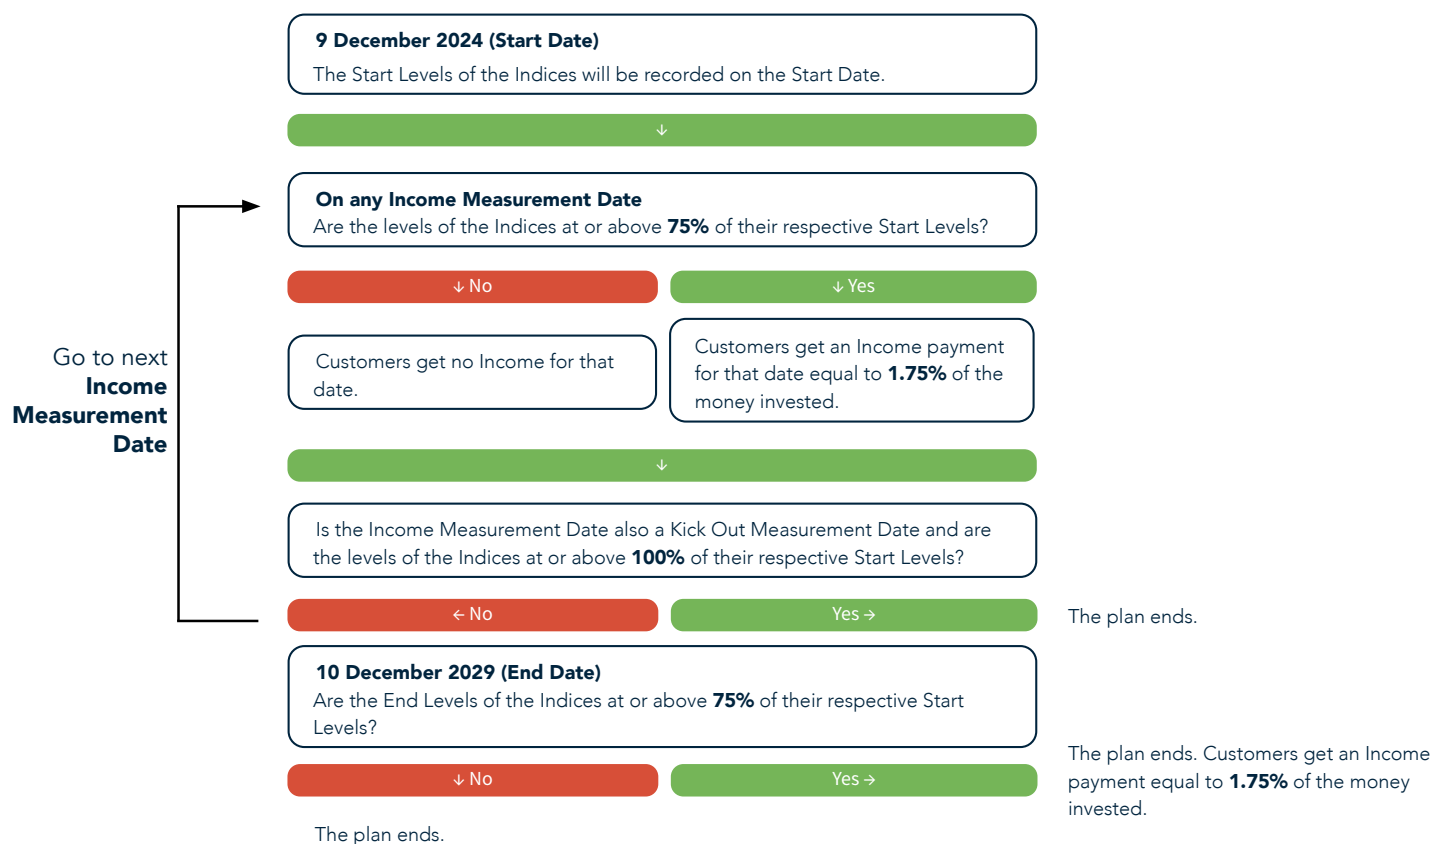 9 December 2024 (Start Date)
The Start Levels of the Indices will be recorded on the Start Date.
↓
On any Income Measurement Date
Are the levels of the Indices at or above 75% of their respective Start Levels?
↓ No
↓ Yes
Customers get no Income for that
date.
Customers get an Income payment
for that date equal to 1.75% of the
money invested.
Go to next
Income
Measurement
Date
↓
Is the Income Measurement Date also a Kick Out Measurement Date and are
the levels of the Indices at or above 100% of their respective Start Levels?
← No
Yes →
The plan ends.
10 December 2029 (End Date)
Are the End Levels of the Indices at or above 75% of their respective Start
Levels?
↓ No
Yes →
The plan ends. Customers get an Income
payment equal to 1.75% of the money
invested.
The plan ends.